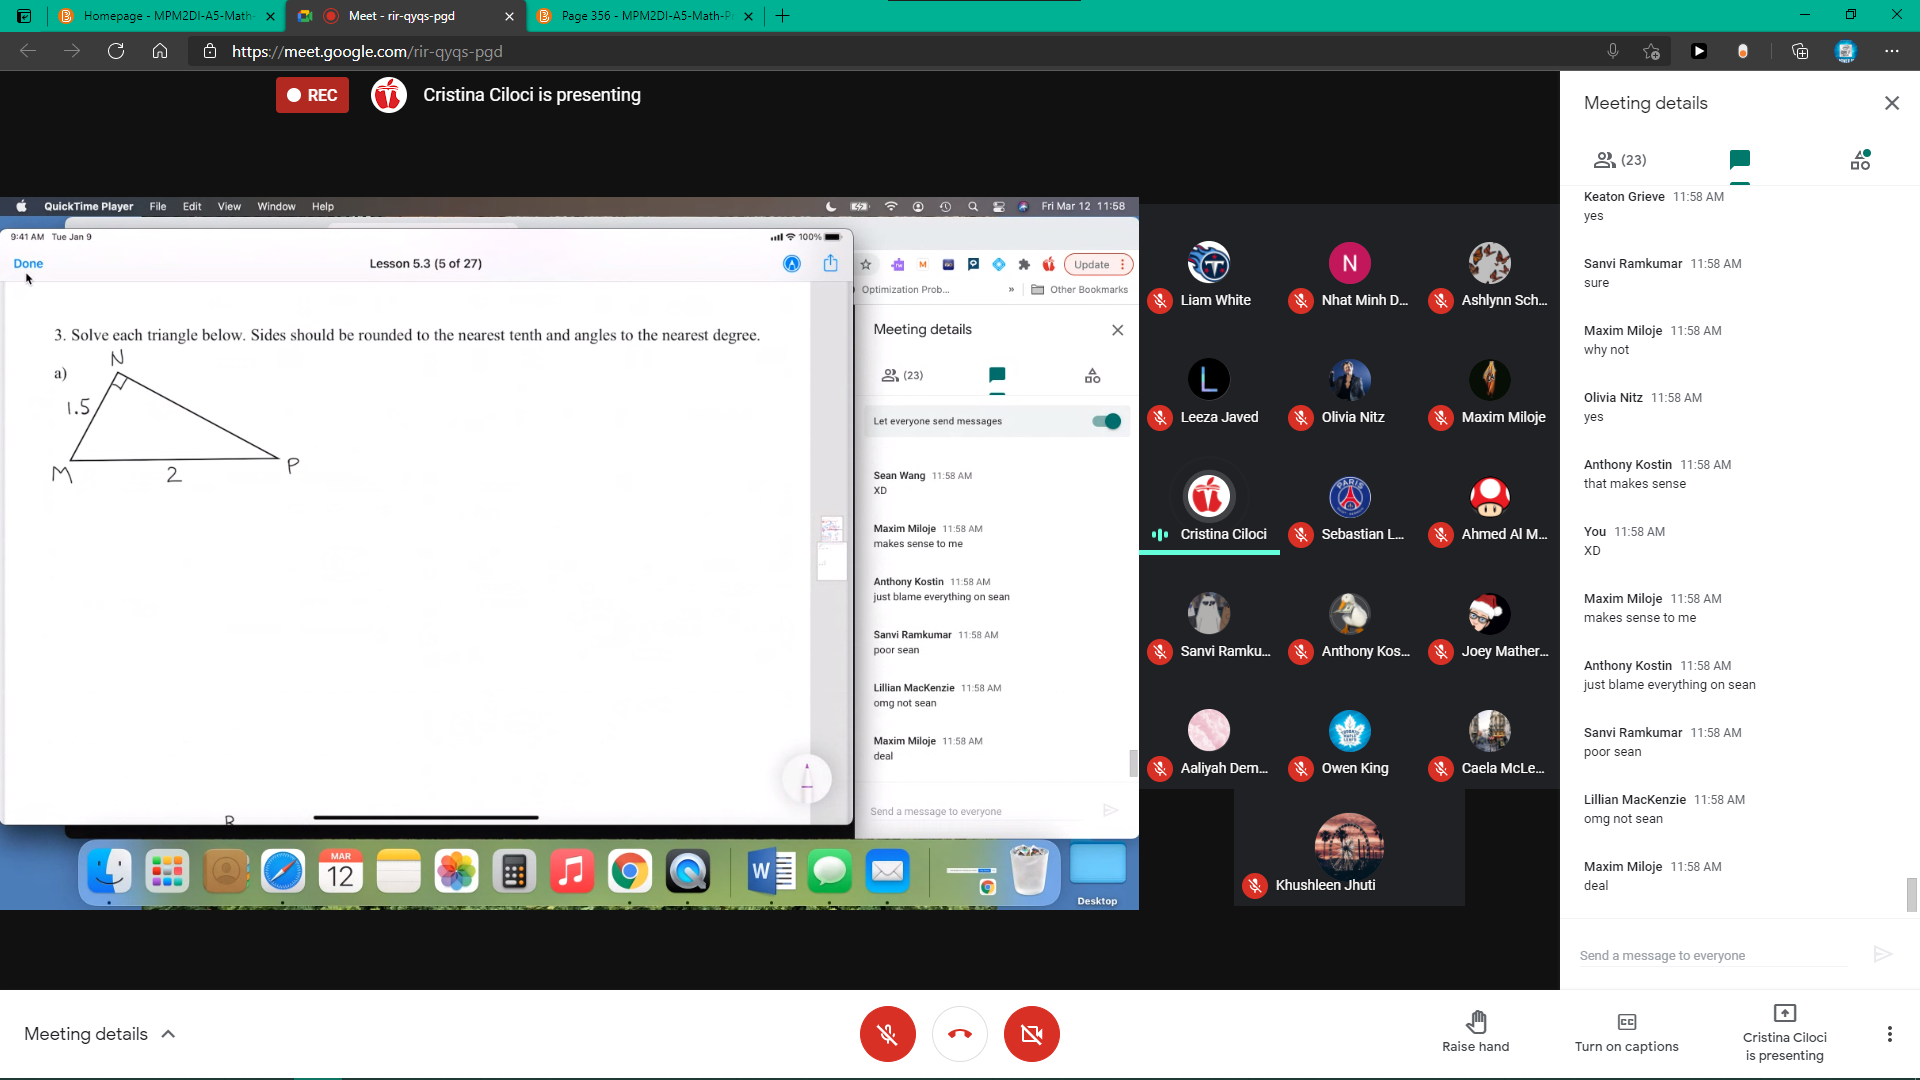 Homepage - MPM2DI-A5-Math-
Meet - rir-qyqs-pgd
Page 356 - MPM2DI-A5-Math-P
https://meet.google.com/rir-qyqs-pgd
REC
Cristina Ciloci is presenting
QuickTime Player File Edit View Window Help
Fri Mar 12 11:58
9:41 AM Tue Jan 9
100%
Done
Lesson 5.3 (5 of 27)
3. Solve each triangle below. Sides should be rounded to the nearest tenth and angles to the nearest degree.
a)
N
1.5
M
2
P
Update
Optimization Prob...
» Other Bookmarks
Meeting details
(23)
Let everyone send messages
Sean Wang 11:58 AM
XD
Maxim Miloje 11:58 AM
makes sense to me
Anthony Kostin 11:58 AM
just blame everything on sean
Sanvi Ramkumar 11:58 AM
poor sean
Lillian MacKenzie 11:58 AM
omg not sean
Maxim Miloje 11:58 AM
deal
Send a message to everyone
MAR
12
Desktop
Liam White
N
Nhat Minh D...
Ashlynn Sch...
L
Leeza Javed
Olivia Nitz
Maxim Miloje
Cristina Ciloci
PARIS
Sebastian L...
Ahmed Al M...
Sanvi Ramku...
Anthony Kos...
Joey Mather...
Aaliyah Dem...
Owen King
Caela McLe...
Khushleen Jhuti
Meeting details
(23)
Keaton Grieve 11:58 AM
yes
Sanvi Ramkumar 11:58 AM
sure
Maxim Miloje 11:58 AM
why not
Olivia Nitz 11:58 AM
yes
Anthony Kostin 11:58 AM
that makes sense
You 11:58 AM
XD
Maxim Miloje 11:58 AM
makes sense to me
Anthony Kostin 11:58 AM
just blame everything on sean
Sanvi Ramkumar 11:58 AM
poor sean
Lillian MacKenzie 11:58 AM
omg not sean
Maxim Miloje 11:58 AM
deal
Send a message to everyone
Meeting details
Raise hand
CC
Turn on captions
Cristina Ciloci
is presenting